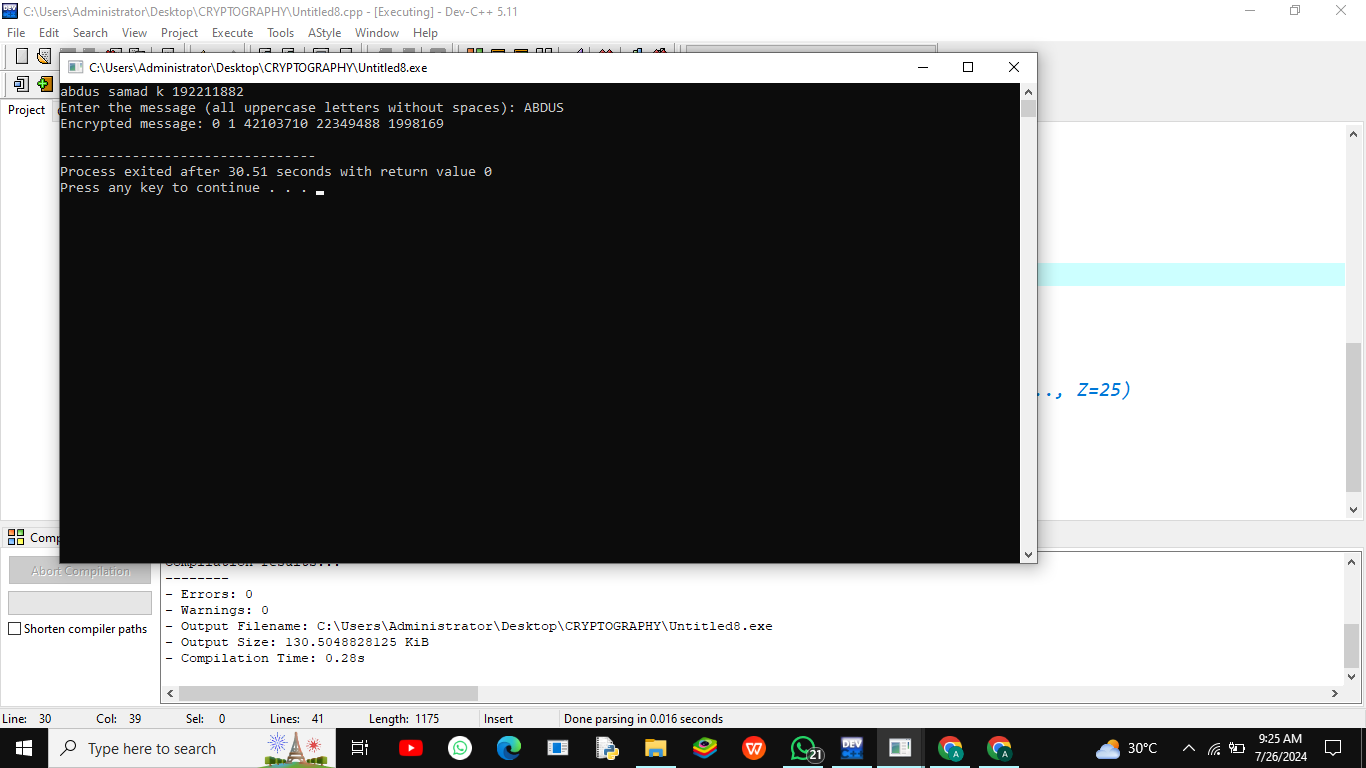 C:\Users\Administrator\Desktop\CRYPTOGRAPHY\Untitled8.cpp - [Executing] - Dev-C++ 5.11
File Edit Search View Project Execute Tools AStyle Window Help
C:\Users\Administrator\Desktop\CRYPTOGRAPHY\Untitled8.exe
abdus samad k 192211882
Enter the message (all uppercase letters without spaces): ABDUS
Encrypted message: 0 1 42103710 22349488 1998169
--------------------------------
Process exited after 30.51 seconds with return value 0
Press any key to continue . . .
Project
.., Z=25)
Comp
Abort Compilation
Shorten compiler paths
Compilation results...
--------
- Errors: 0
- Warnings: 0
- Output Filename: C:\Users\Administrator\Desktop\CRYPTOGRAPHY\Untitled8.exe
- Output Size: 130.5048828125 KiB
- Compilation Time: 0.28s
Line: 30 Col: 39 Sel: 0 Lines: 41 Length: 1175 Insert Done parsing in 0.016 seconds
Type here to search
21
DEV
A
A
30°C
9:25 AM
7/26/2024